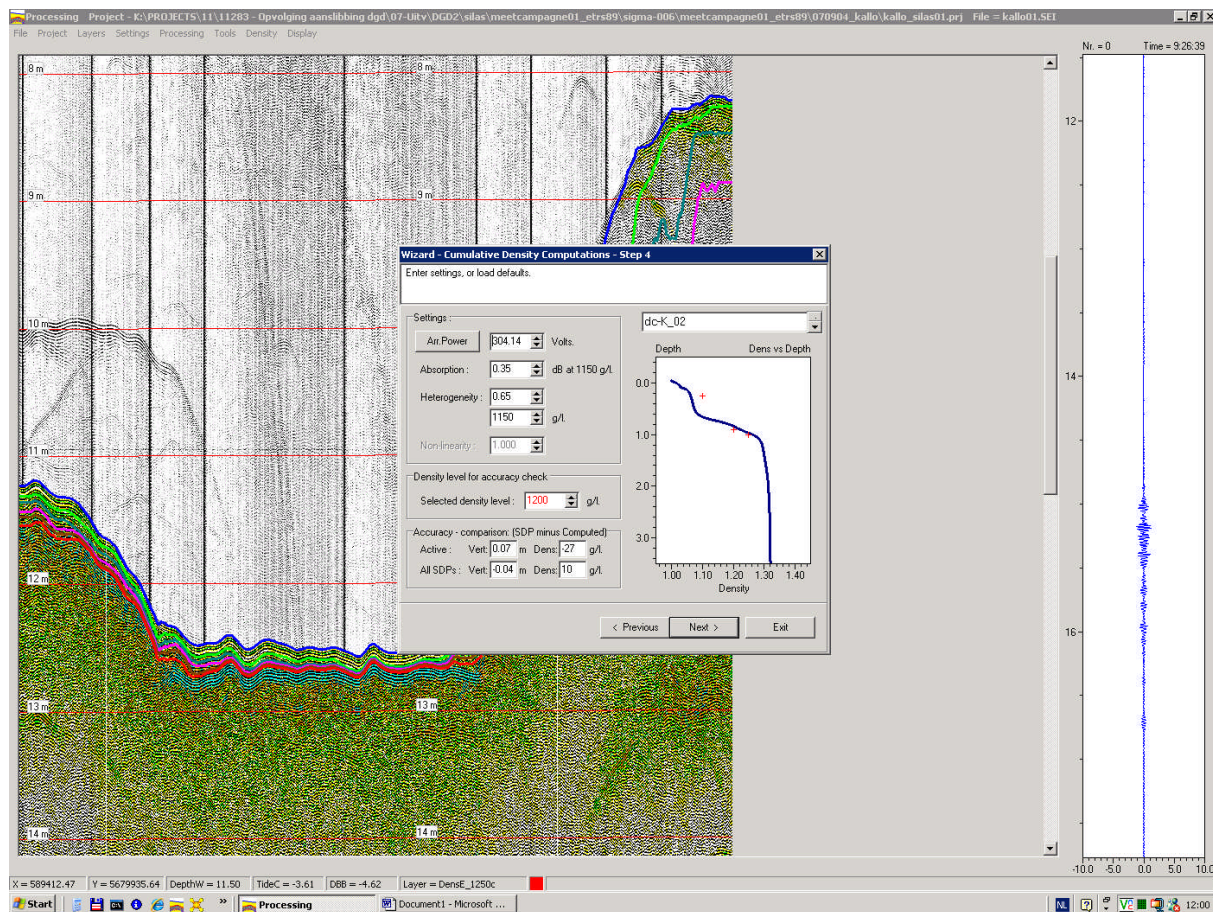 Processing Project - K:\PROJECTS\11\11283 - Opvolging aanslibbing dgd\07-Uitv\DGD2\silas\meetcampagne01_etrs89\sigma-006\meetcampagne01_etrs89\070904_kallo\kallo_silas01.prj File = kallo01.SEI
File Project Layers Settings Processing Tools Density Display
Nr. = 0 Time = 9:26:39
8 m 8 m
12
9 m 9 m
Wizard - Cumulative Density Computations - Step 4
Enter settings, or load defaults.
Settings :
dc-K_02
10 m
Arr.Power 304.14 Volts.
Depth Dens vs Depth
Absorption : 0.35 dB at 1150 g/l.
0.0
14
Heterogeneity : 0.65
1150 g/l.
1.0
Non-linearity : 1.000
11 m
Density level for accuracy check
2.0
Selected density level : 1200 g/l.
Accuracy - comparison: (SDP minus Computed)
3.0
Active : Vert: 0.07 m Dens: -27 g/l.
All SDPs : Vert: -0.04 m Dens: 10 g/l.
1.00 1.10 1.20 1.30 1.40
Density
12 m
< Previous Next > Exit
16
13 m 13 m
14 m 14 m
-10.0 -5.0 0.0 5.0 10.0
X = 589412.47 Y = 5679935.64 DepthW = 11.50 TideC = -3.61 DBB = -4.62 Layer = DensE_1250c
Start » Processing Document1 - Microsoft ... NL 12:00